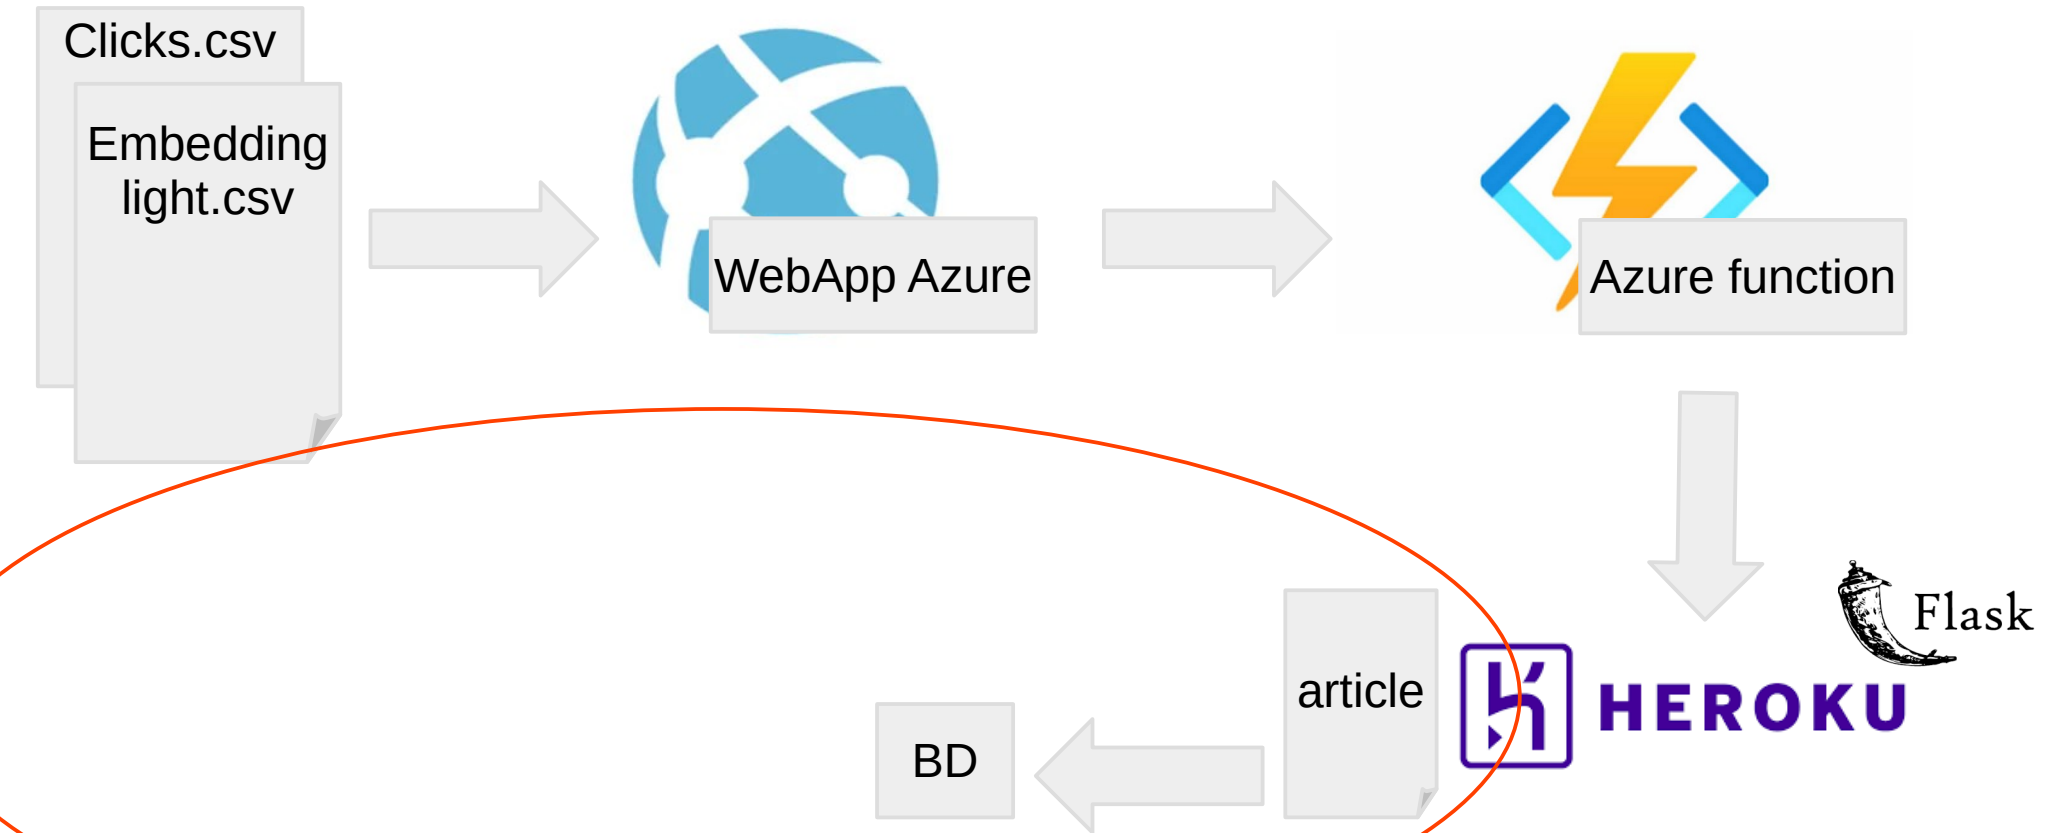 Clicks.csv
Embedding
light.csv
WebApp Azure
Azure function
Flask
HEROKU
article
BD